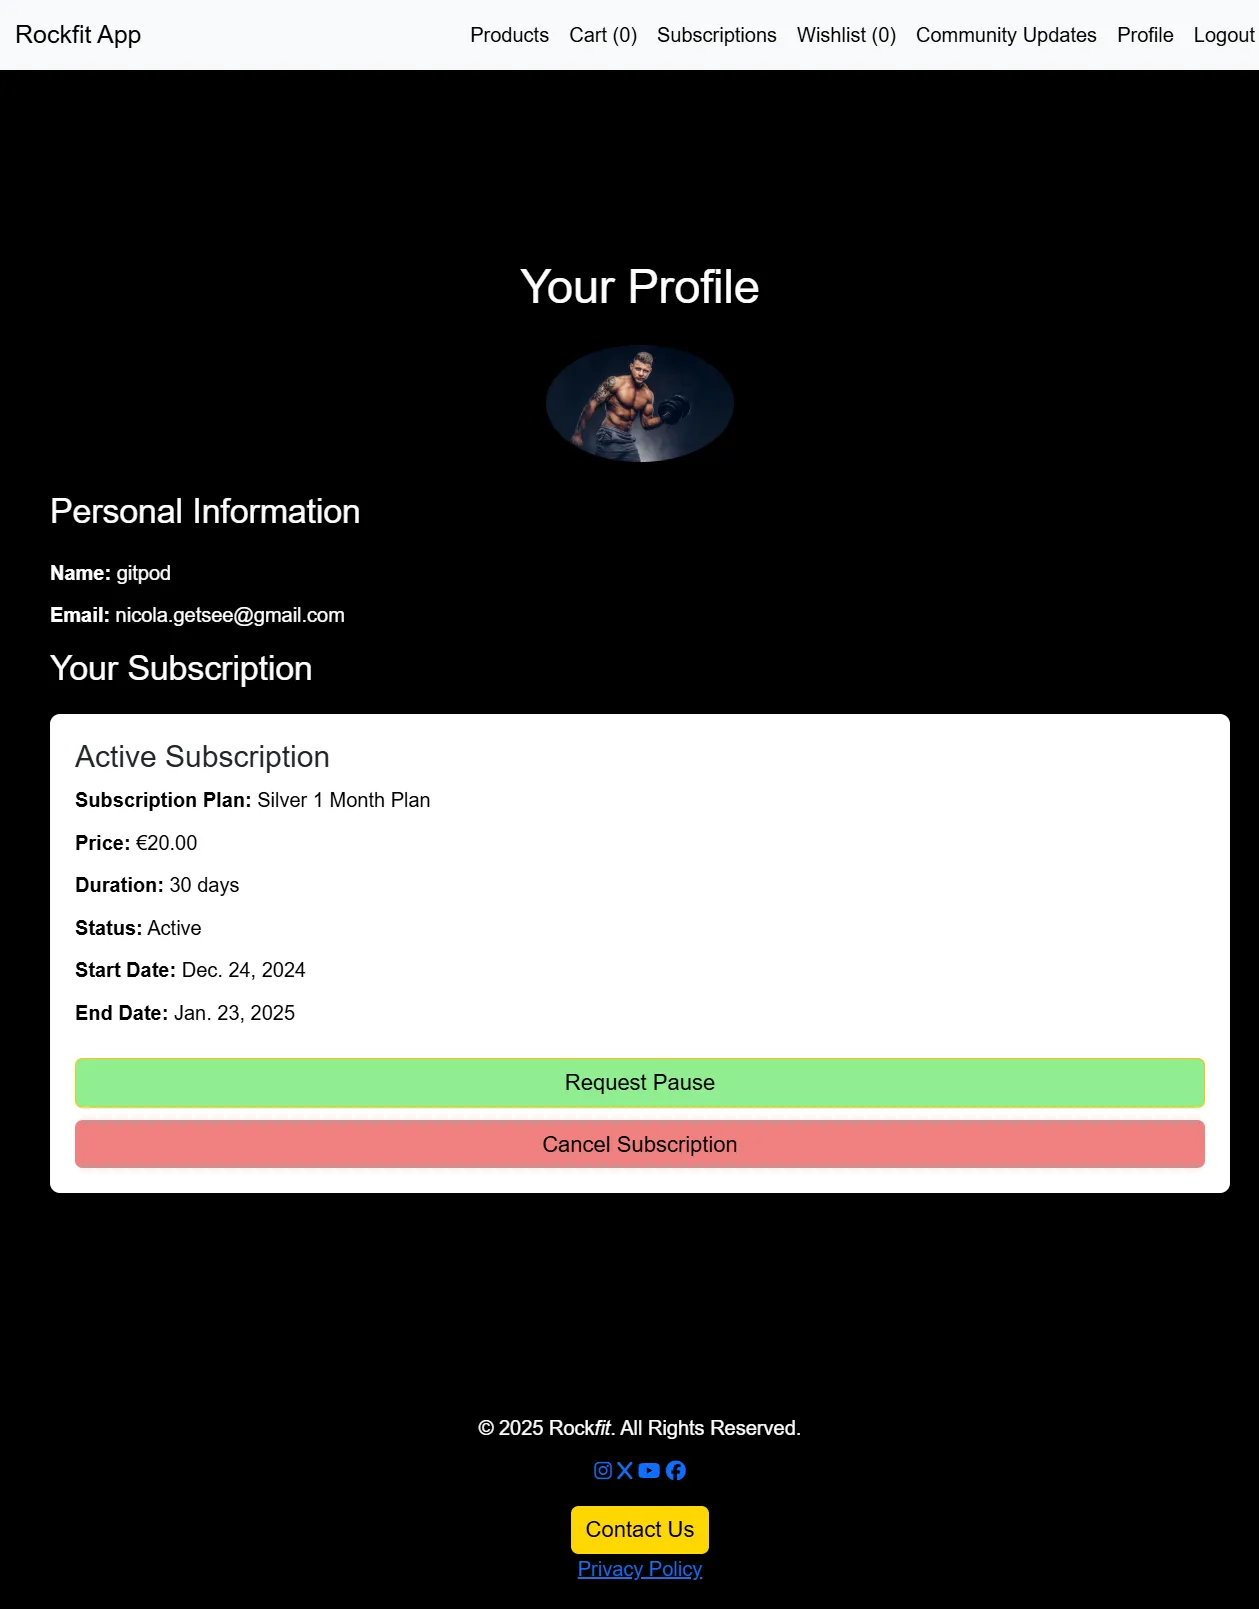 Rockfit App Products Cart (0) Subscriptions Wishlist (0) Community Updates Profile Logout
Your Profile
Personal Information
Name: gitpod
Email: nicola.getsee@gmail.com
Your Subscription
Active Subscription
Subscription Plan: Silver 1 Month Plan
Price: €20.00
Duration: 30 days
Status: Active
Start Date: Dec. 24, 2024
End Date: Jan. 23, 2025
Request Pause
Cancel Subscription
© 2025 Rockfit. All Rights Reserved.
Contact Us
Privacy Policy